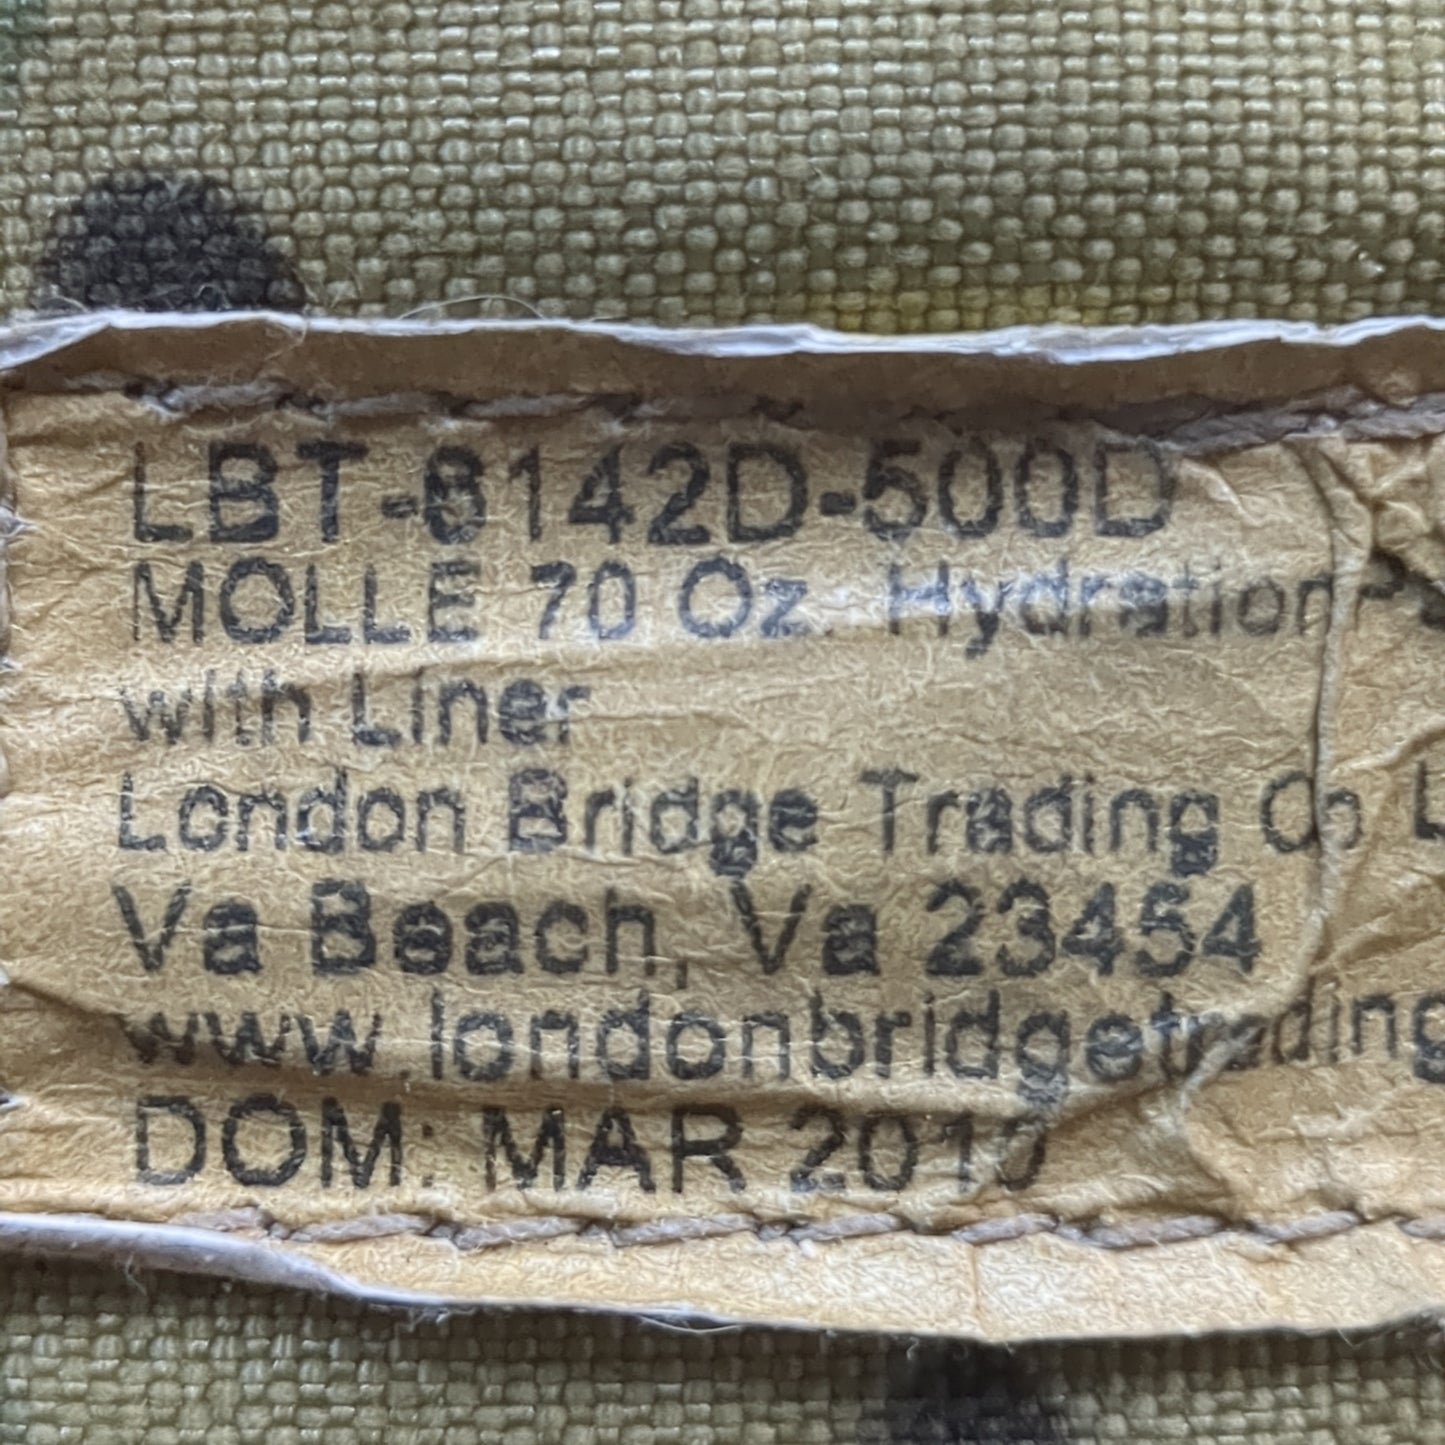 LBT-6142D-500D
MOLLE 70 Oz. Hydration
with Liner
London Bridge Trading Co
Va Beach, Va 23454
www.londonbridgetrading
DOM: MAR 2010